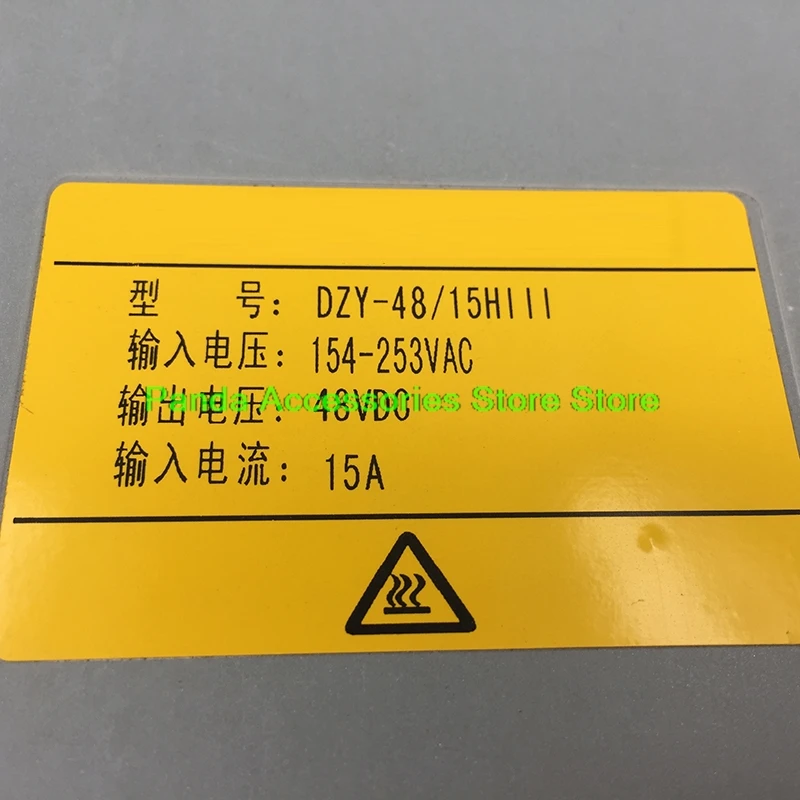 型 号: DZY-48/15HIII
输入电压: 154-253VAC
输出电压: 48VDC
Panda Accessories Store Store
输入电流: 15A